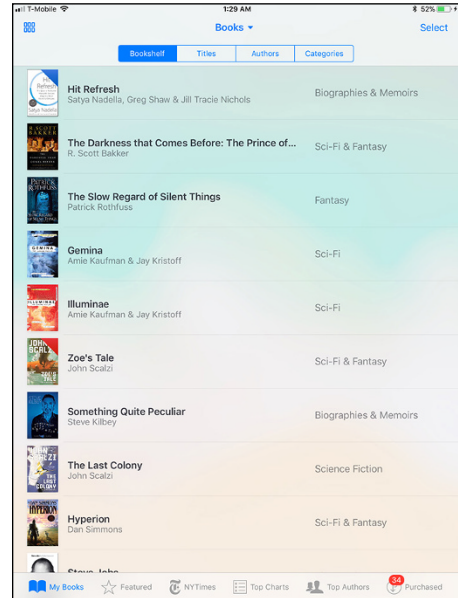 T-Mobile
1:29 AM
52%
Books
Select
Bookshelf Titles Authors Categories
Hit Refresh
Satya Nadella, Greg Shaw & Jill Tracie Nichols
Biographies & Memoirs
The Darkness that Comes Before: The Prince of...
R. Scott Bakker
Sci-Fi & Fantasy
The Slow Regard of Silent Things
Patrick Rothfuss
Fantasy
Gemina
Amie Kaufman & Jay Kristoff
Sci-Fi
Illuminae
Amie Kaufman & Jay Kristoff
Sci-Fi
Zoe's Tale
John Scalzi
Sci-Fi & Fantasy
Something Quite Peculiar
Steve Kilbey
Biographies & Memoirs
The Last Colony
John Scalzi
Science Fiction
Hyperion
Dan Simmons
Sci-Fi & Fantasy
Steve Jobs
My Books Featured NYTimes Top Charts Top Authors 34 Purchased